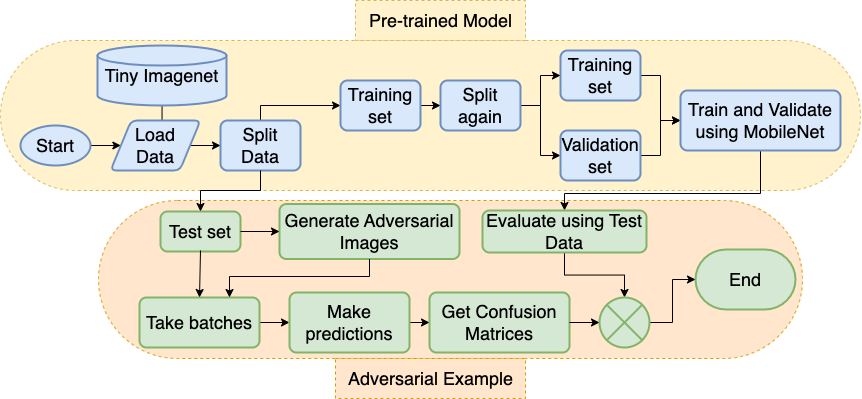 Pre-trained Model
Tiny Imagenet
Start
Load
Data
Split
Data
Training
set
Split
again
Training
set
Validation
set
Train and Validate
using MobileNet
Test set
Generate Adversarial
Images
Evaluate using Test
Data
End
Take batches
Make
predictions
Get Confusion
Matrices
Adversarial Example